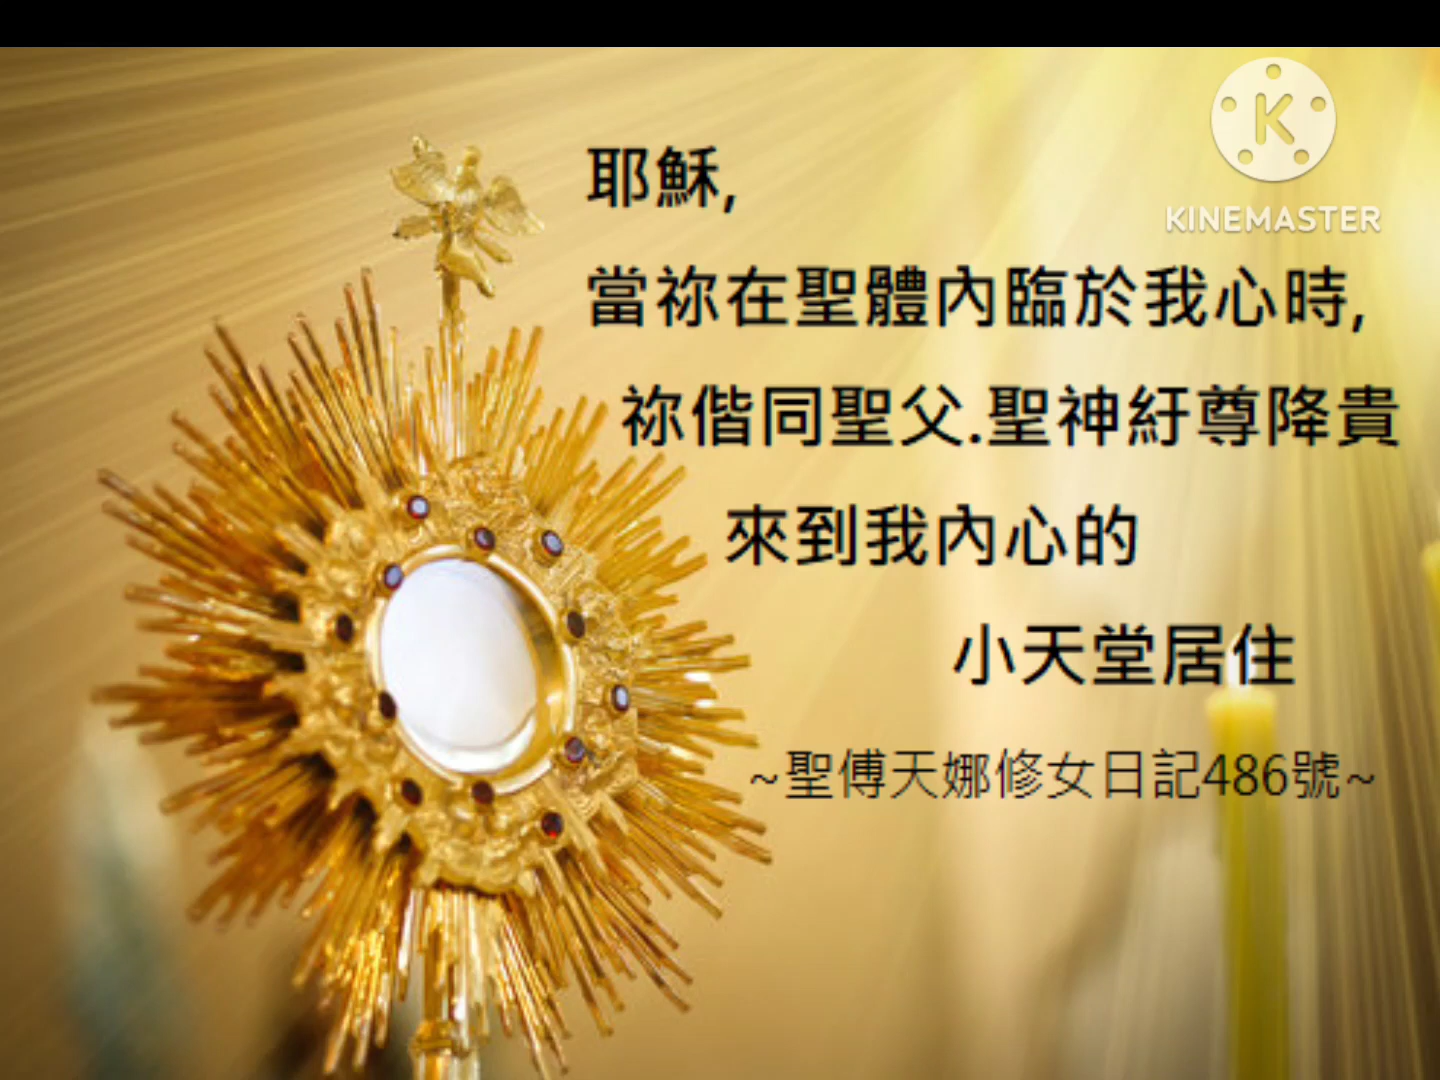 耶穌,
當祢在聖體內臨於我心時,
祢偕同聖父.聖神紆尊降貴
來到我內心的
小天堂居住
~聖傅天娜修女日記486號~
K
KINEMASTER